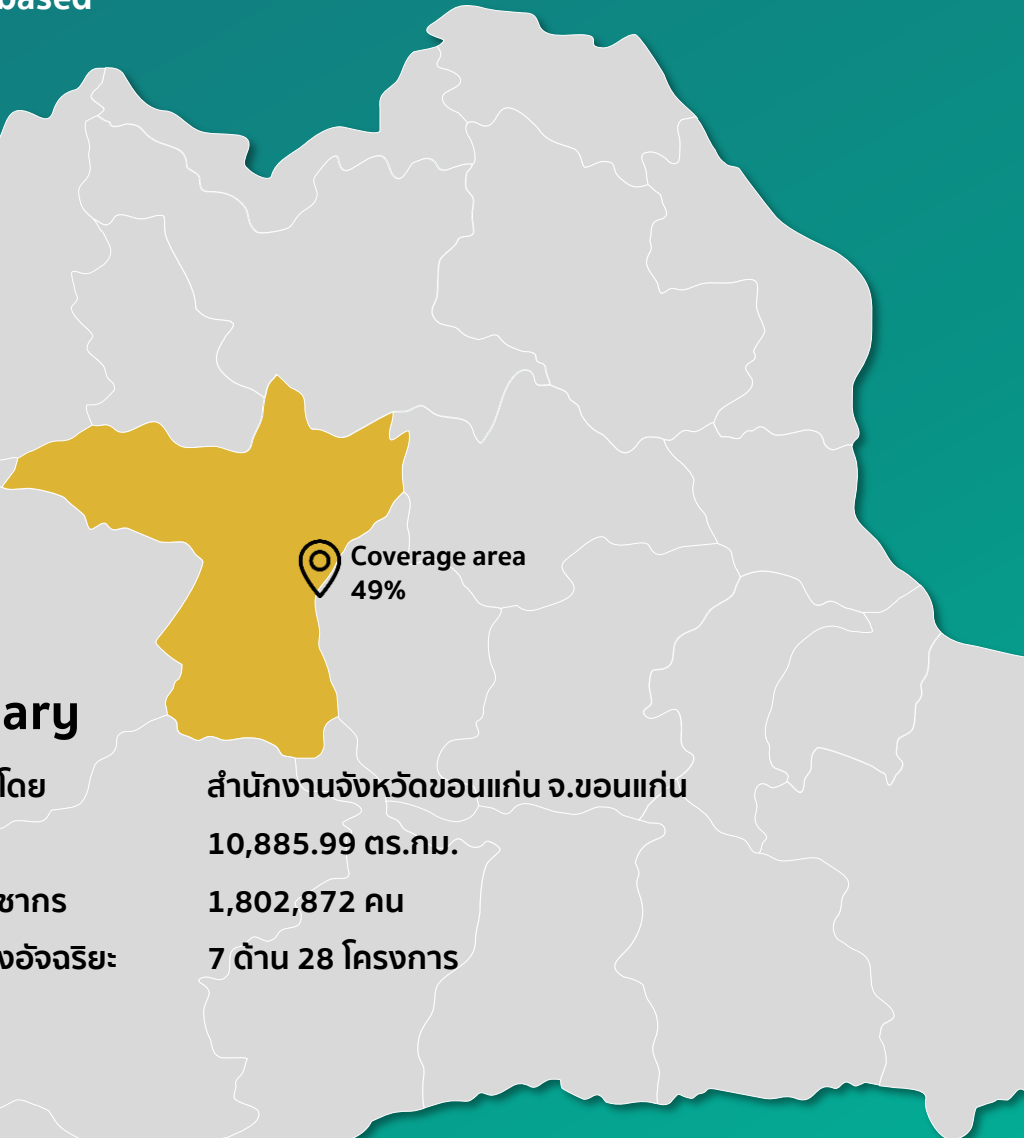 based
Coverage area
49%
ary
โดย สำนักงานจังหวัดขอนแก่น จ.ขอนแก่น
10,885.99 ตร.กม.
ชากร 1,802,872 คน
งอัจฉริยะ 7 ด้าน 28 โครงการ